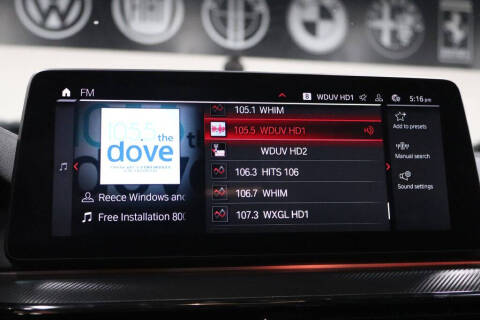 FM
WDUV HD1
5:16 pm
105.5 the
dove
105.1 WHIM
105.5 WDUV HD1
WDUV HD2
106.3 HITS 106
106.7 WHIM
107.3 WXGL HD1
Add to presets
Manual search
Sound settings
Reece Windows and
Free Installation 800